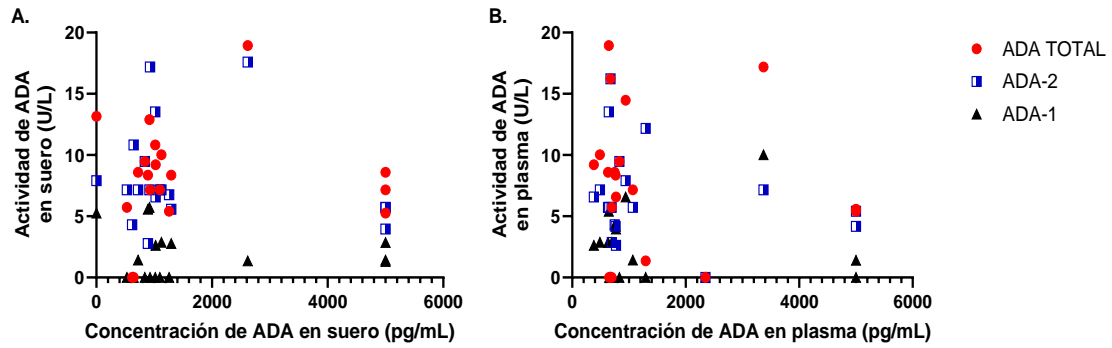 A.
20
15
10
5
0
Actividad de ADA
en suero (U/L)
0 2000 4000 6000
Concentración de ADA en suero (pg/mL)
B.
20
15
10
5
0
Actividad de ADA
en plasma (U/L)
0 2000 4000 6000
Concentración de ADA en plasma (pg/mL)
ADA TOTAL
ADA-2
ADA-1